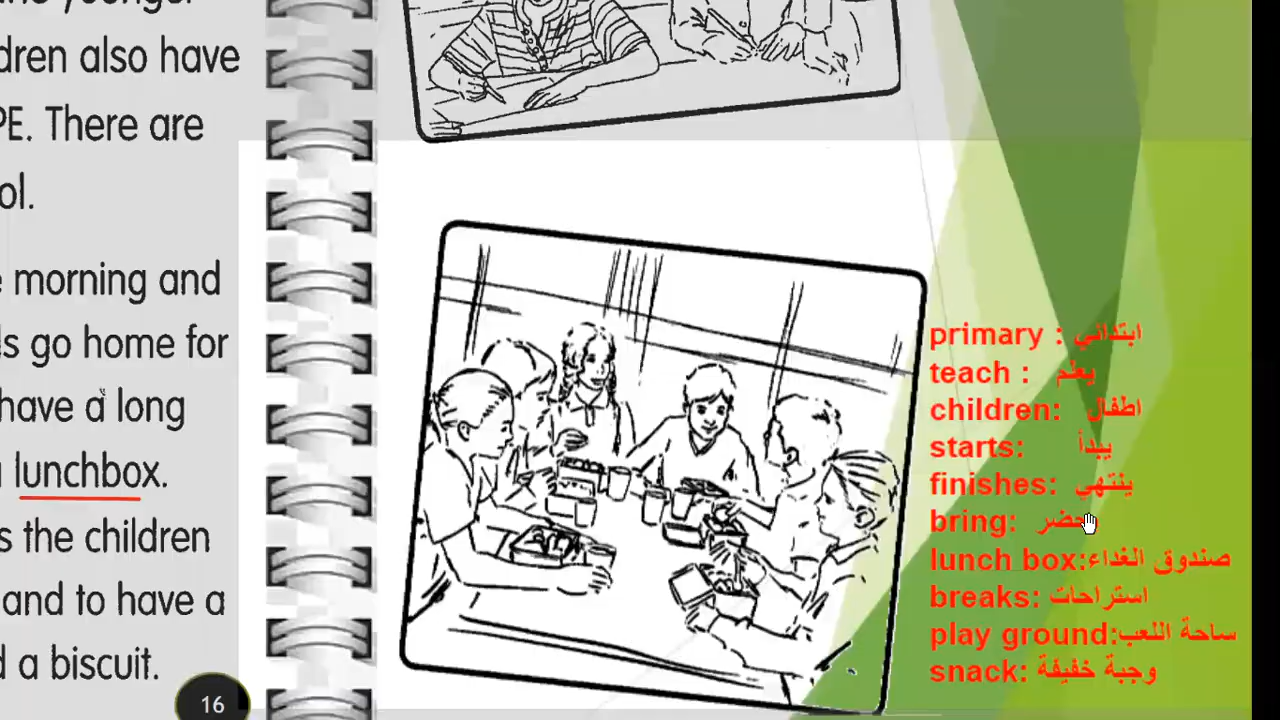 dren also have
PE. There are
ol.
morning and
ls go home for
have a long
lunchbox.
s the children
and to have a
d a biscuit.
16
primary : ابتدائي
teach : يعلم
children: اطفال
starts: يبدأ
finishes: ينتهي
bring:
lunch box:صندوق الغداء
breaks: استراحات
play ground:ساحة اللعب
snack: وجبة خفيفة